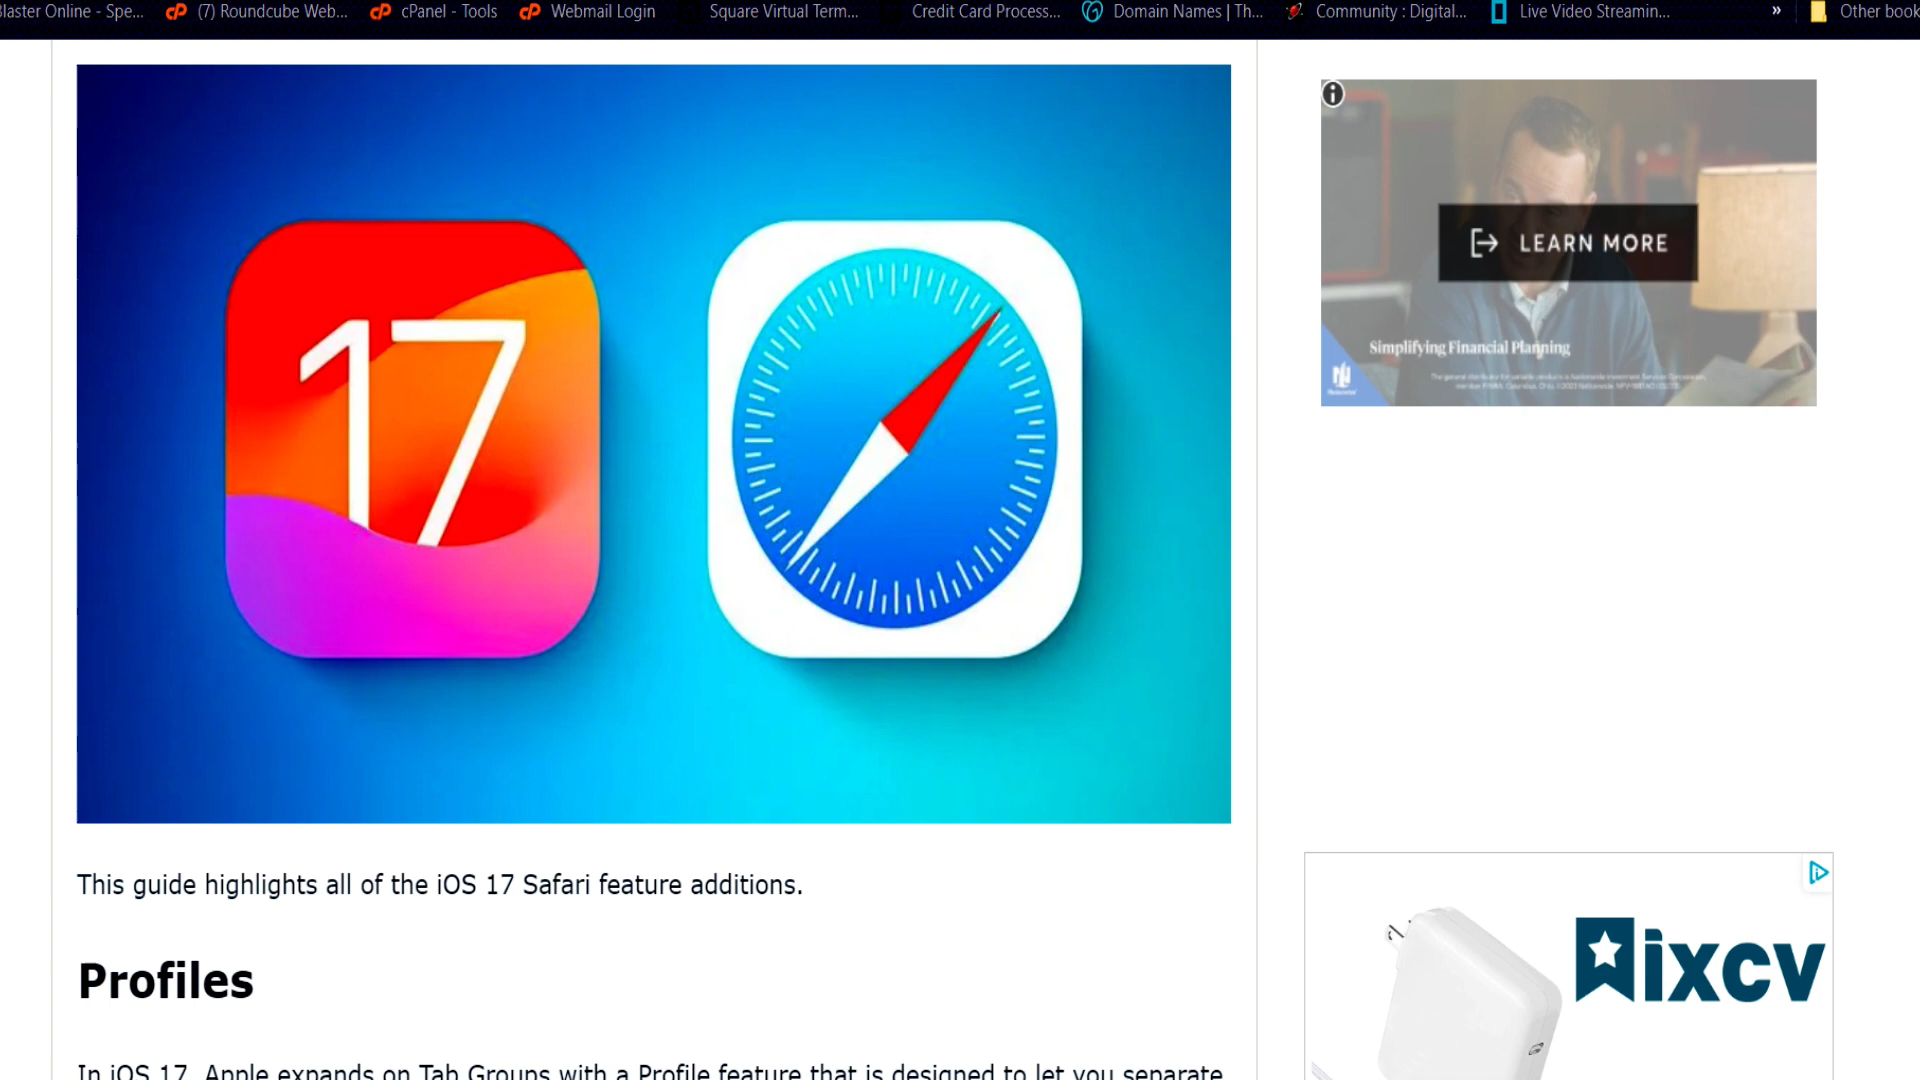 Blaster Online - Spe...
(7) Roundcube Web...
cPanel - Tools
Webmail Login
Square Virtual Term...
Credit Card Process...
Domain Names | Th...
Community : Digital...
Live Video Streamin...
»
Other book
17
LEARN MORE
Simplifying Financial Planning
This guide highlights all of the iOS 17 Safari feature additions.
ixcv
Profiles
In iOS 17, Apple expands on Tab Groups with a Profile feature that is designed to let you separate